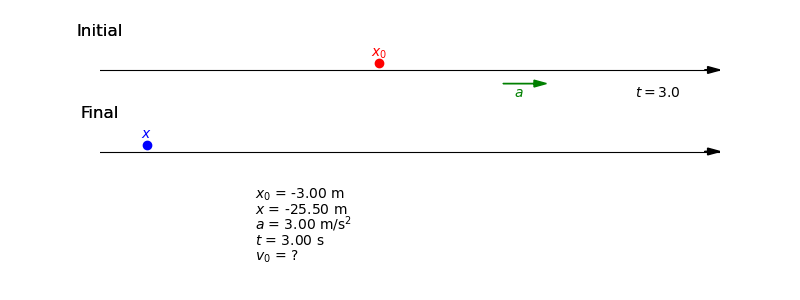 Initial
x₀
a
t = 3.0
Final
x
x₀ = -3.00 m
x = -25.50 m
a = 3.00 m/s²
t = 3.00 s
v₀ = ?